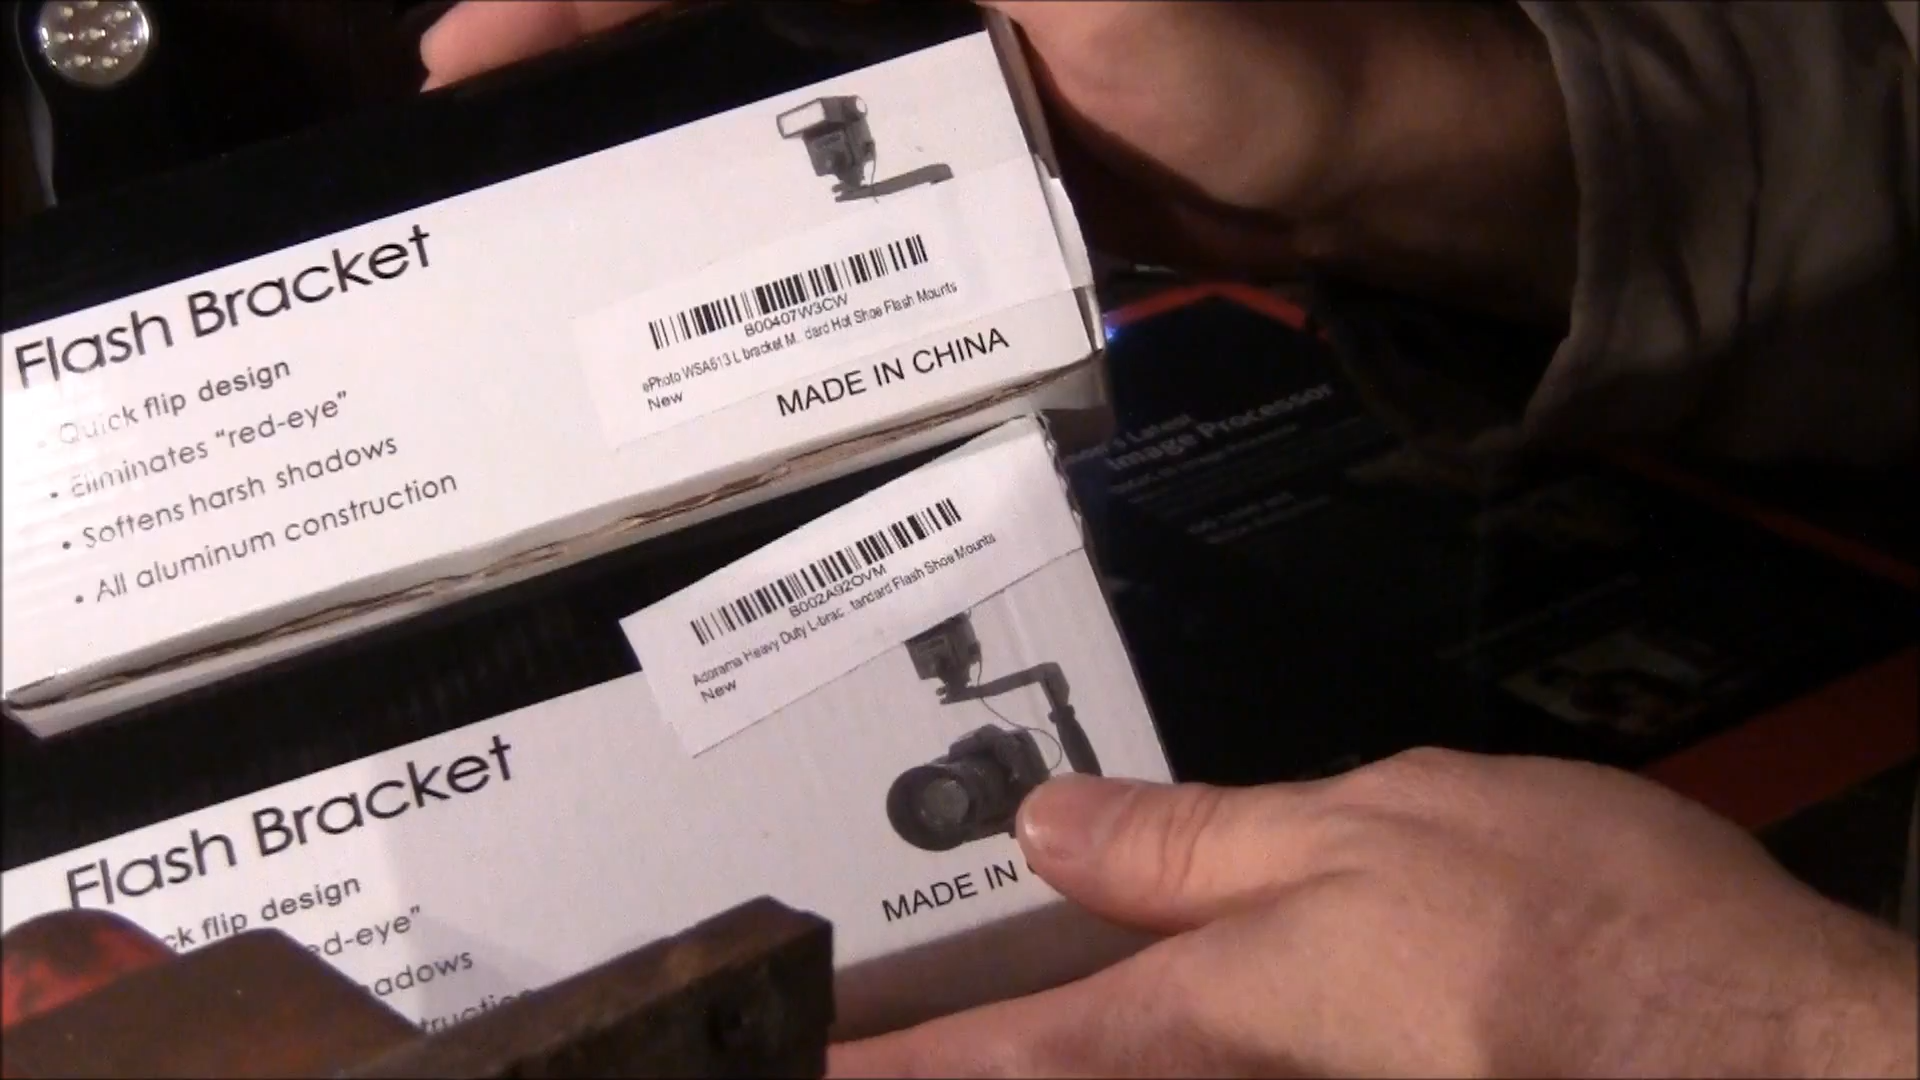 Flash Bracket
• Quick flip design
• Eliminates "red-eye"
• Softens harsh shadows
• All aluminum construction
B00407W3CW
ePhoto WSA513 L bracket M... dard Hot Shoe Flash Mounts
New
MADE IN CHINA
Latest
Image Processor
B002A92OVM
Adorama Heavy Duty L-brac...tandard Flash Shoe Mounts
New
Flash Bracket
ck flip design
ed-eye"
adows
truction
MADE IN